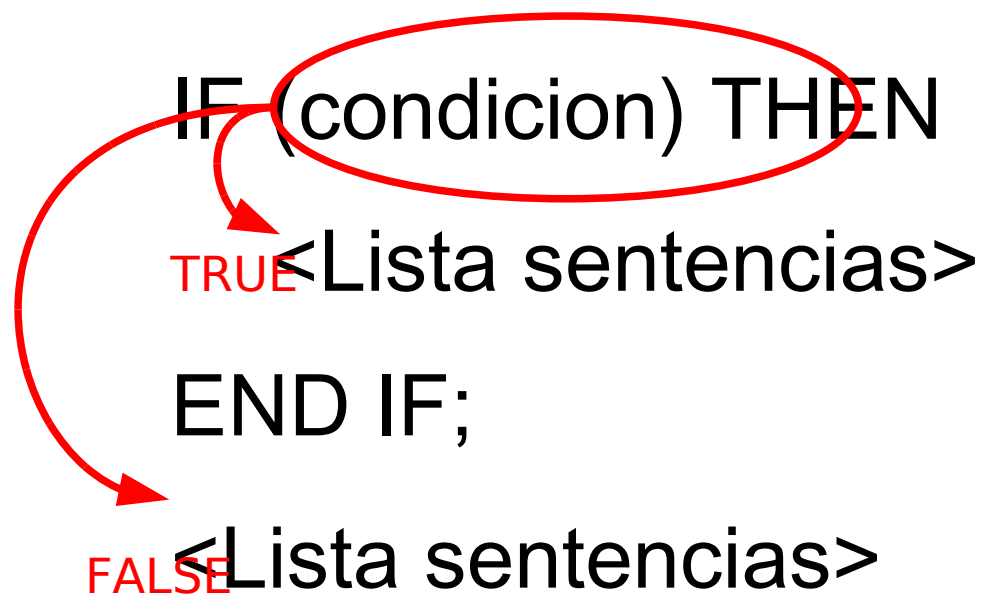 IF (condicion) THEN
TRUE <Lista sentencias>
END IF;
FALSE <Lista sentencias>